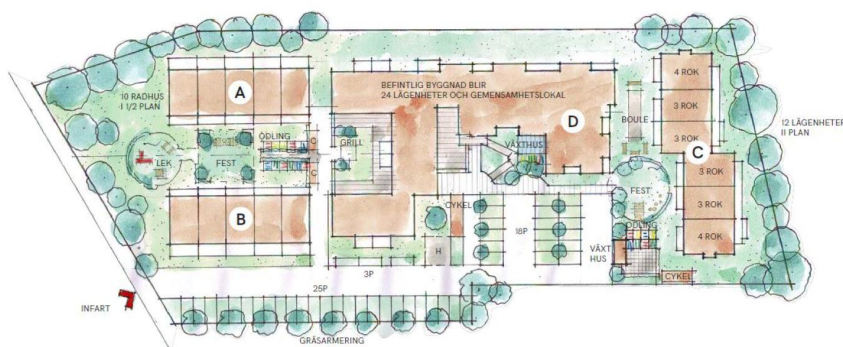 10 RADHUS
I 1/2 PLAN
A
BEFINTLIG BYGGNAD BLIR
24 LÄGENHETER OCH GEMENSAMHETSLOKAL
D
4 ROK
3 ROK
3 ROK
C
3 ROK
3 ROK
4 ROK
12 LÄGENHETER
II PLAN
BOULE
LEK
FEST
ODLING
C
C
GRILL
VÄXTHUS
FEST
B
CYKEL
H
18P
ODLING
VÄXT
HUS
CYKEL
3P
25P
INFART
GRÄSARMERING